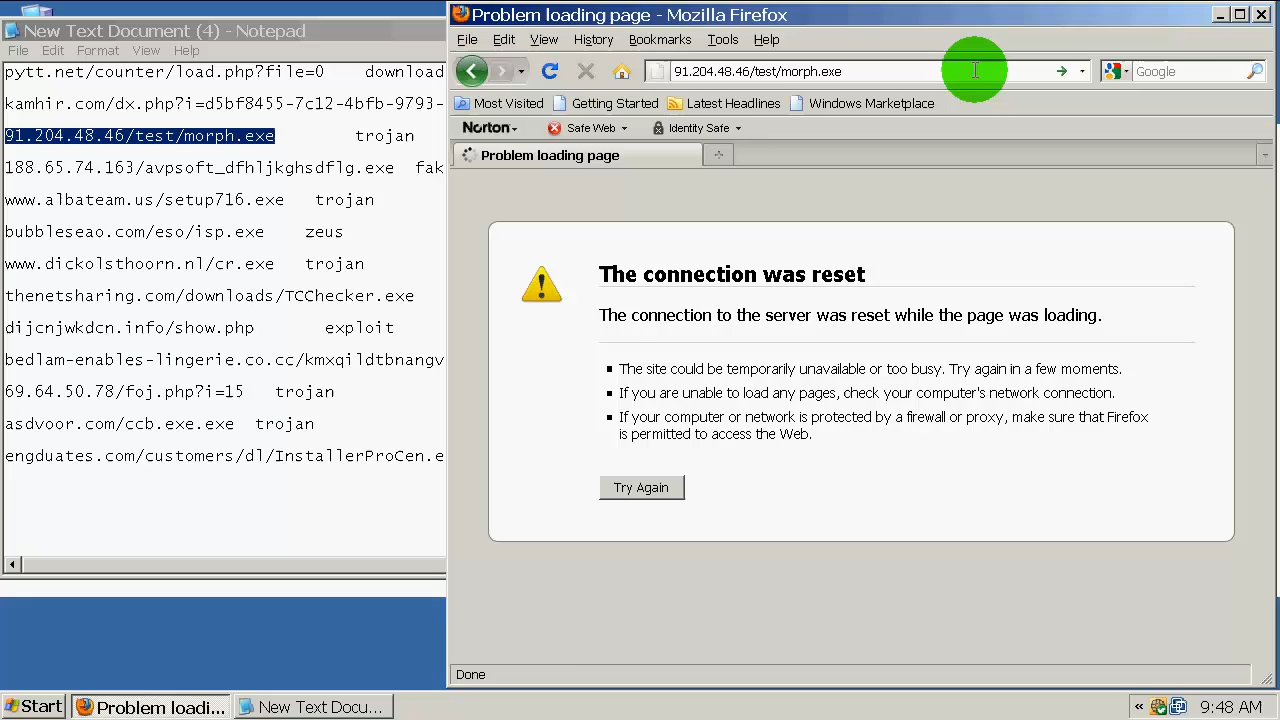 New Text Document (4) - Notepad
File Edit Format View Help
pytt.net/counter/load.php?file=0 download
kamhir.com/dx.php?i=d5bf8455-7c12-4bfb-9793-
91.204.48.46/test/morph.exe trojan
188.65.74.163/avpsoft_dfhljkghsdflg.exe fak
www.albateam.us/setup716.exe trojan
bubbleseao.com/eso/isp.exe zeus
www.dickolsthoorn.nl/cr.exe trojan
thenetsharing.com/downloads/TCChecker.exe
dijcnjwkdcn.info/show.php exploit
bedlam-enables-lingerie.co.cc/kmxqildtbnangv
69.64.50.78/foj.php?i=15 trojan
asdvoor.com/ccb.exe.exe trojan
engduates.com/customers/dl/InstallerProCen.e
Problem loading page - Mozilla Firefox
File Edit View History Bookmarks Tools Help
91.204.48.46/test/morph.exe
Google
Most Visited Getting Started Latest Headlines Windows Marketplace
Norton Safe Web Identity Safe
Problem loading page
The connection was reset
The connection to the server was reset while the page was loading.
The site could be temporarily unavailable or too busy. Try again in a few moments.
If you are unable to load any pages, check your computer's network connection.
If your computer or network is protected by a firewall or proxy, make sure that Firefox
is permitted to access the Web.
Try Again
Done
Start Problem loadi... New Text Docu... « 9:48 AM